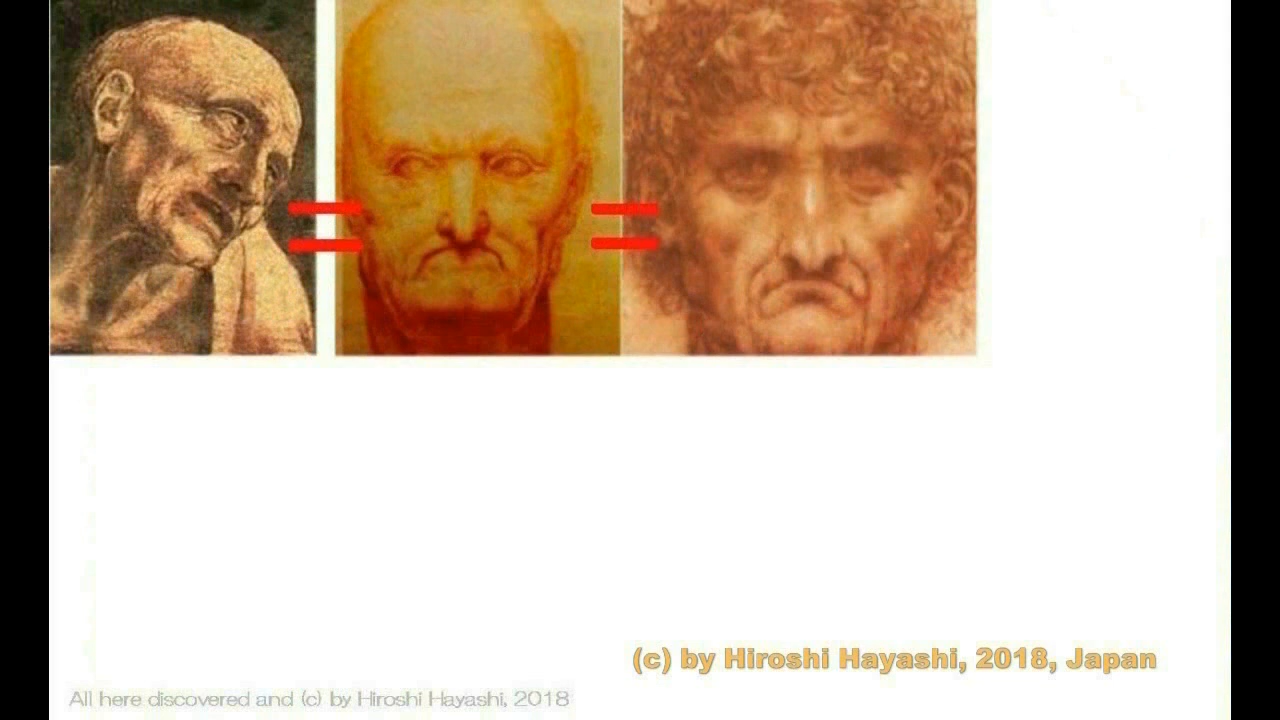 (c) by Hiroshi Hayashi, 2018, Japan
All here discovered and (c) by Hiroshi Hayashi, 2018